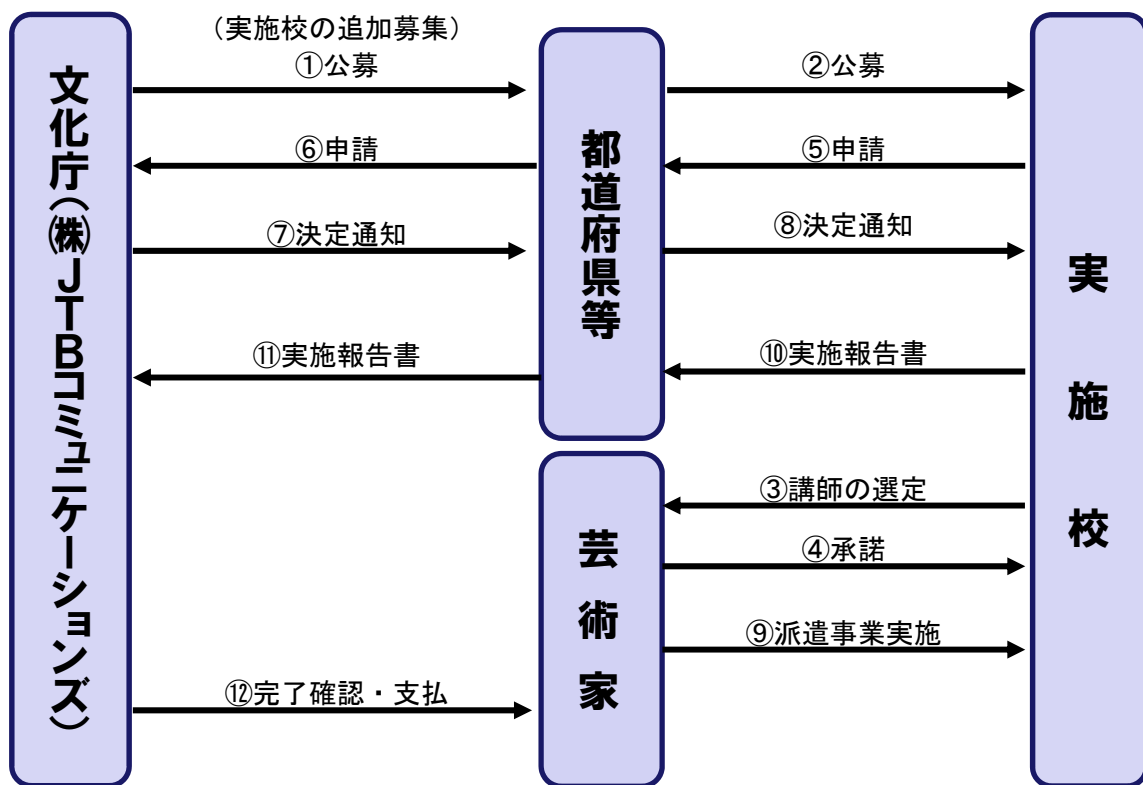 文化庁(㈱JTBコミュニケーションズ)
(実施校の追加募集)
①公募
⑥申請
⑦決定通知
⑪実施報告書
⑫完了確認・支払
都道府県等
芸術家
②公募
⑤申請
⑧決定通知
⑩実施報告書
③講師の選定
④承諾
⑨派遣事業実施
実施校